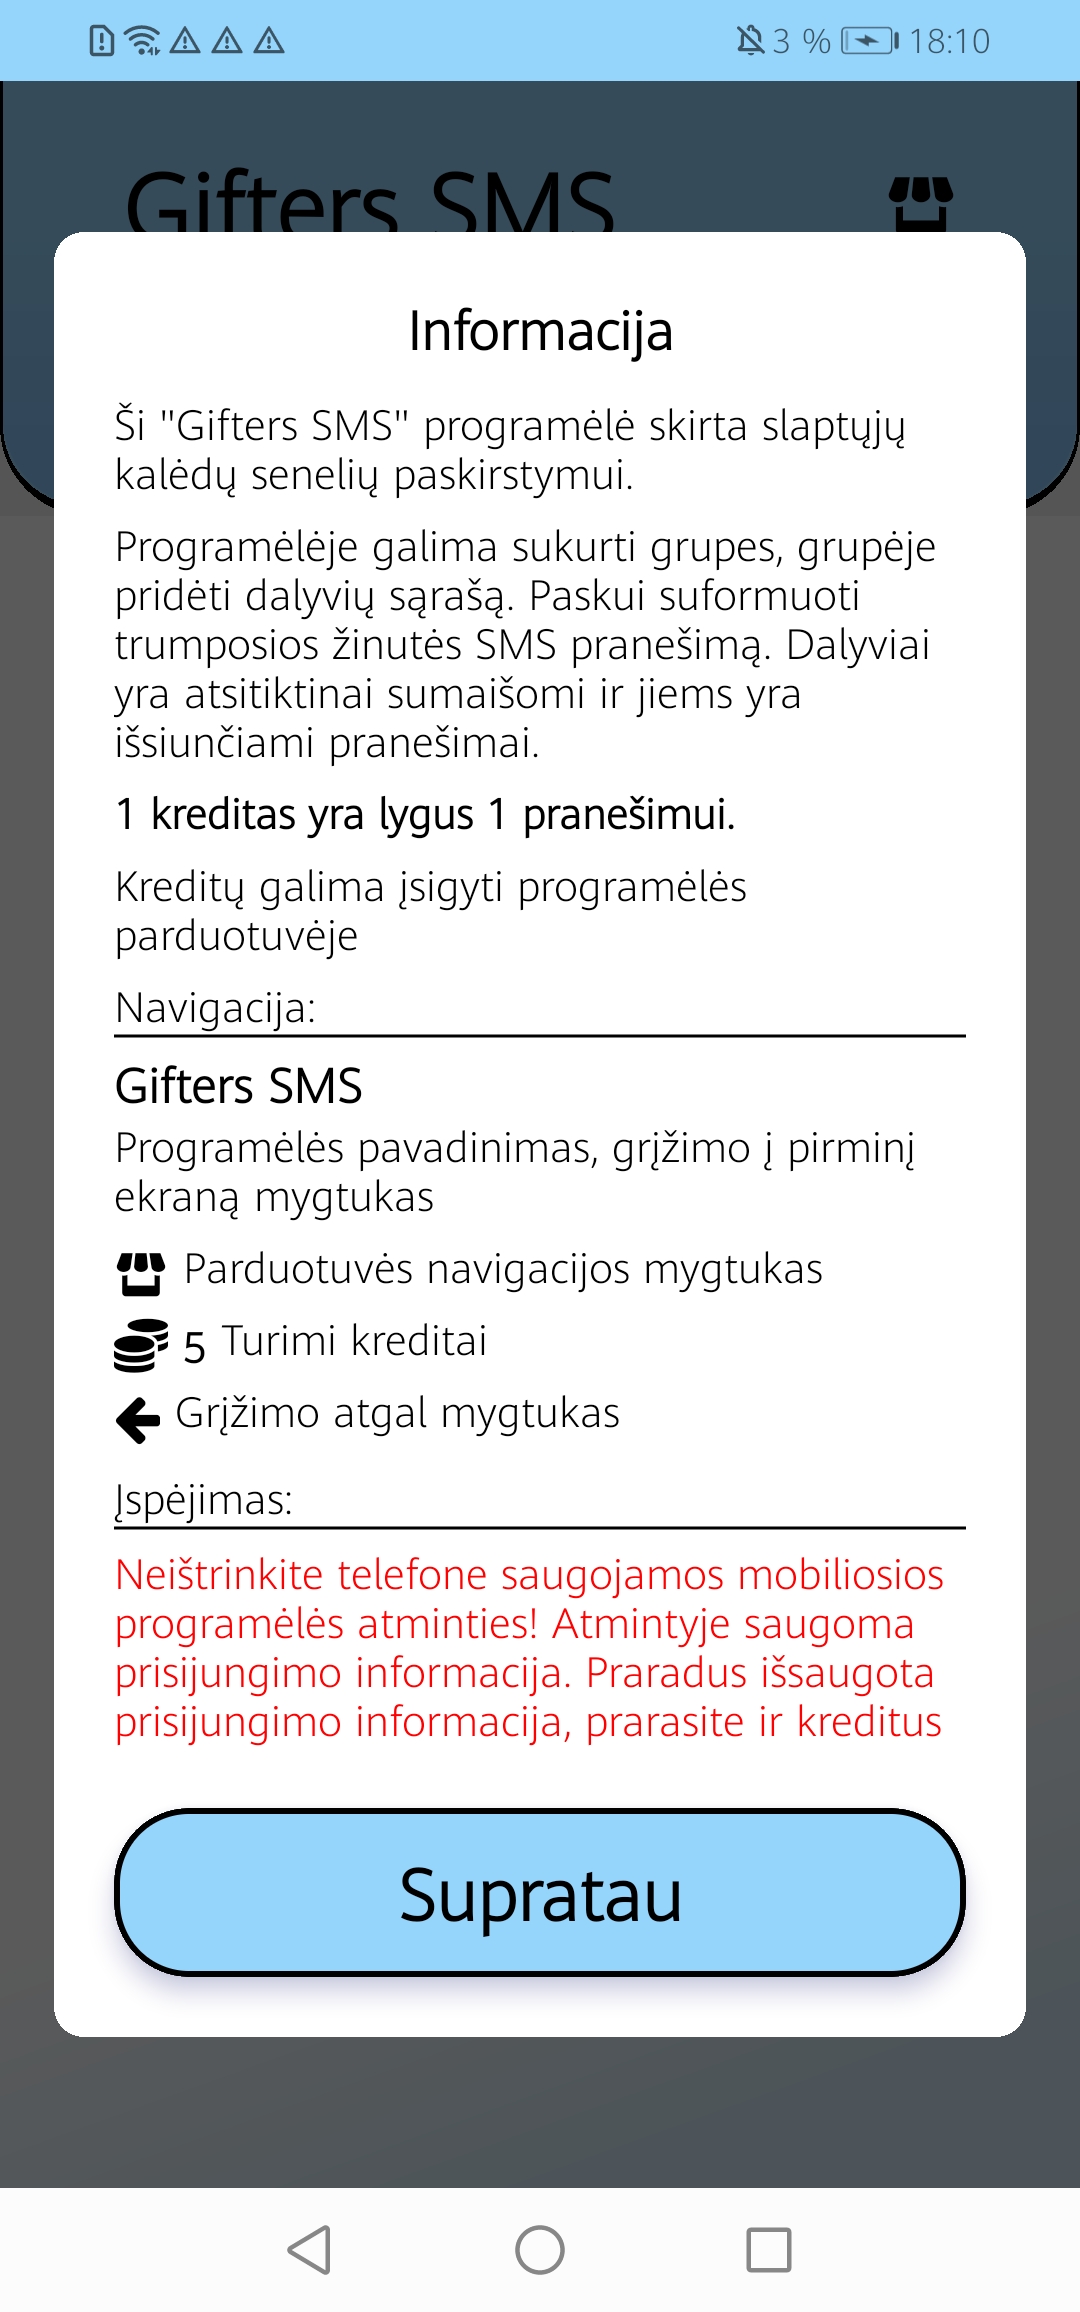 3 % 18:10
Gifters SMS
Informacija
Ši "Gifters SMS" programėlė skirta slaptųjų
kalėdų senelių paskirstymui.
Programėlėje galima sukurti grupes, grupėje
pridėti dalyvių sąrašą. Paskui suformuoti
trumposios žinutės SMS pranešimą. Dalyviai
yra atsitiktinai sumaišomi ir jiems yra
išsiunčiami pranešimai.
1 kreditas yra lygus 1 pranešimui.
Kreditų galima įsigyti programėlės
parduotuvėje
Navigacija:
Gifters SMS
Programėlės pavadinimas, grįžimo į pirminį
ekraną mygtukas
Parduotuvės navigacijos mygtukas
5 Turimi kreditai
Grįžimo atgal mygtukas
Įspėjimas:
Neištrinkite telefone saugojamos mobiliosios
programėlės atminties! Atmintyje saugoma
prisijungimo informacija. Praradus išsaugota
prisijungimo informacija, prarasite ir kreditus
Supratau